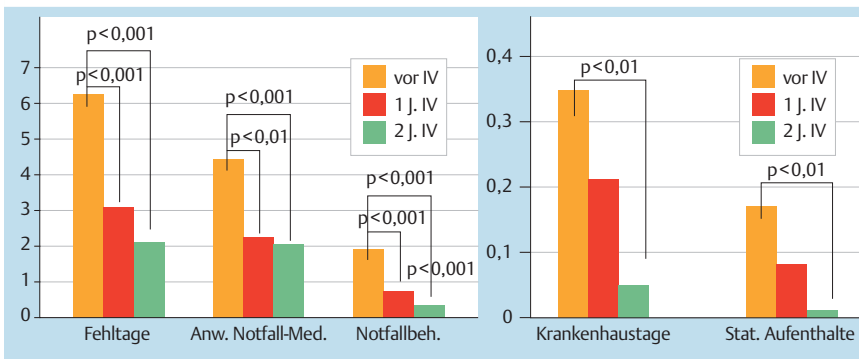 p<0,001
p<0,001
p<0,001
p<0,01
p<0,001
p<0,001
p<0,001
7
6
5
4
3
2
1
0
vor IV
1 J. IV
2 J. IV
Fehltage Anw. Notfall-Med. Notfallbeh.
p<0,01
p<0,01
0,4
0,3
0,2
0,1
0
vor IV
1 J. IV
2 J. IV
Krankenhaustage Stat. Aufenthalte